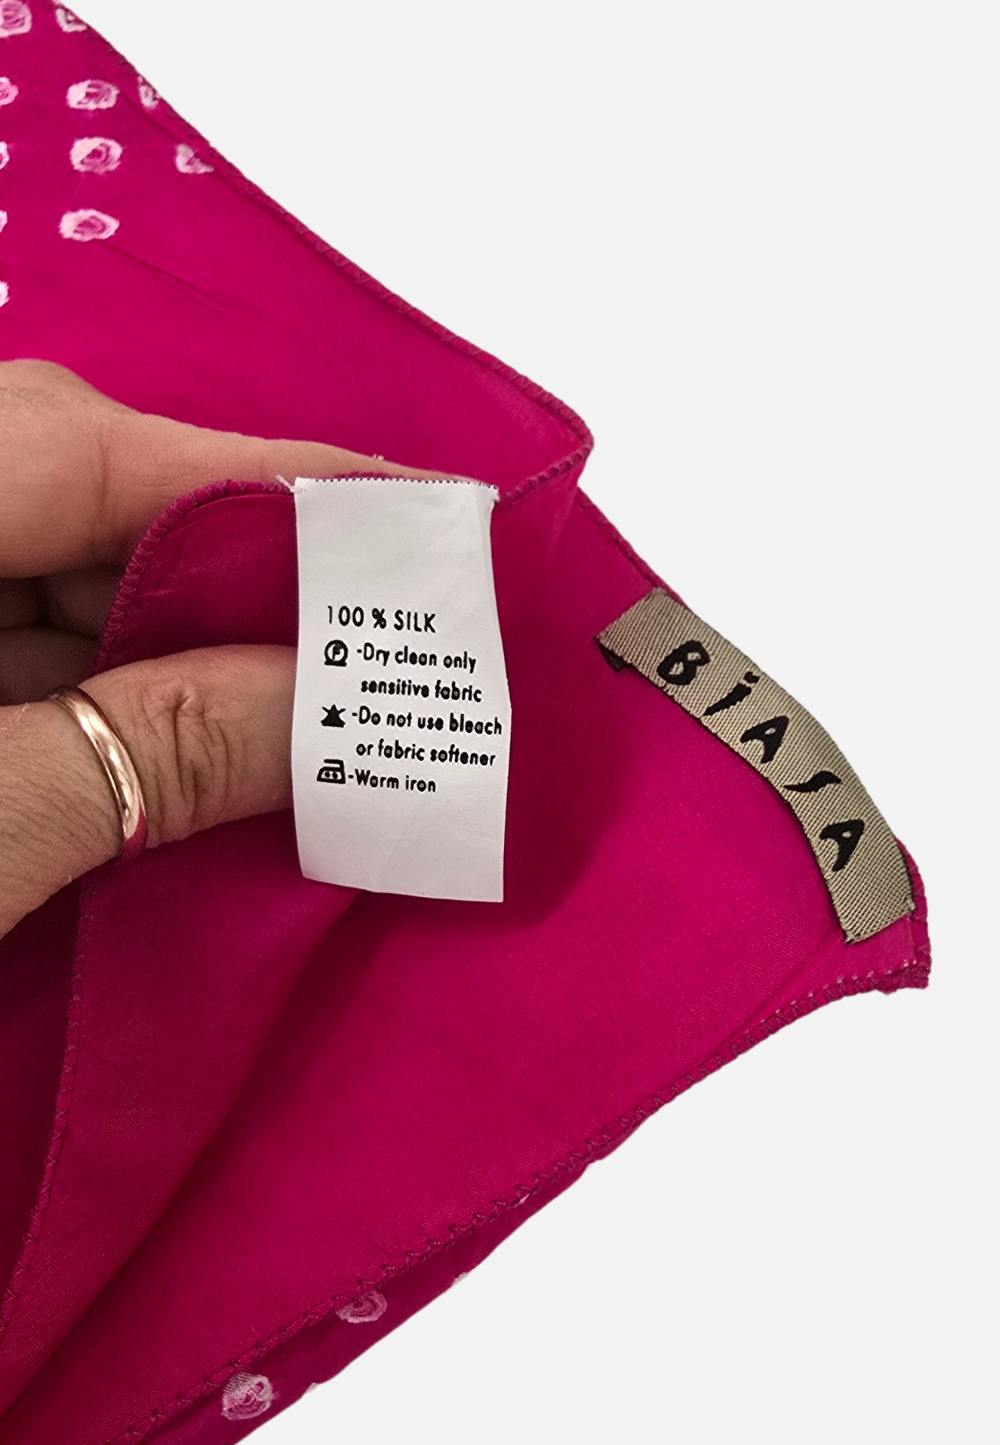 100 % SILK
P -Dry clean only
sensitive fabric
-Do not use bleach
or fabric softener
-Warm iron
BiASA